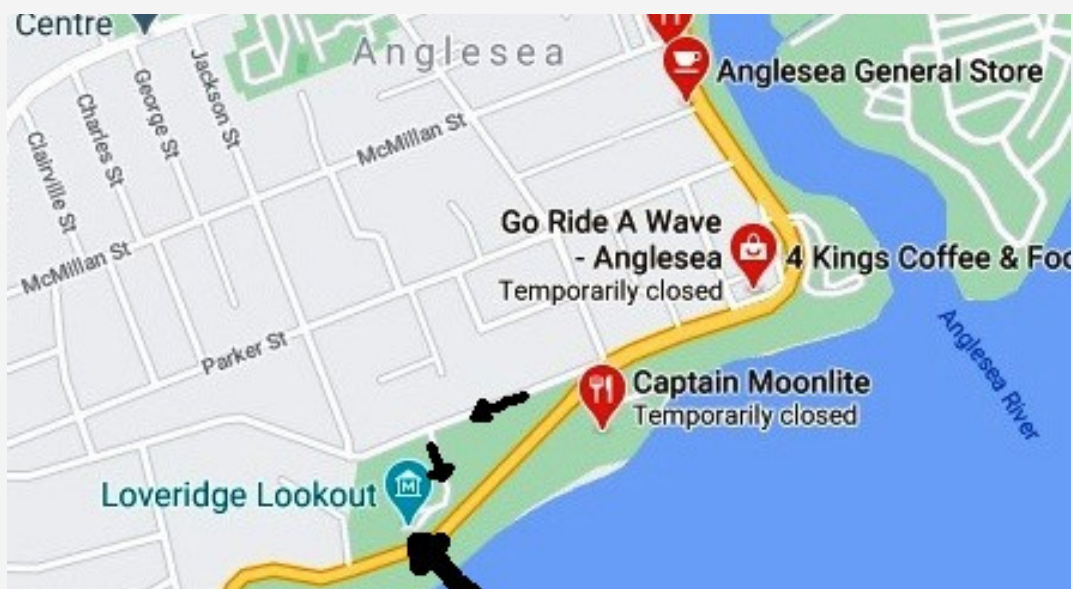 Centre
Anglesea
Anglesea General Store
Jackson St
George St
Charles St
Clairville St
McMillan St
McMillan St
Go Ride A Wave
- Anglesea
Temporarily closed
4 Kings Coffee & Foo
Parker St
Anglesea River
Captain Moonlite
Temporarily closed
Loveridge Lookout